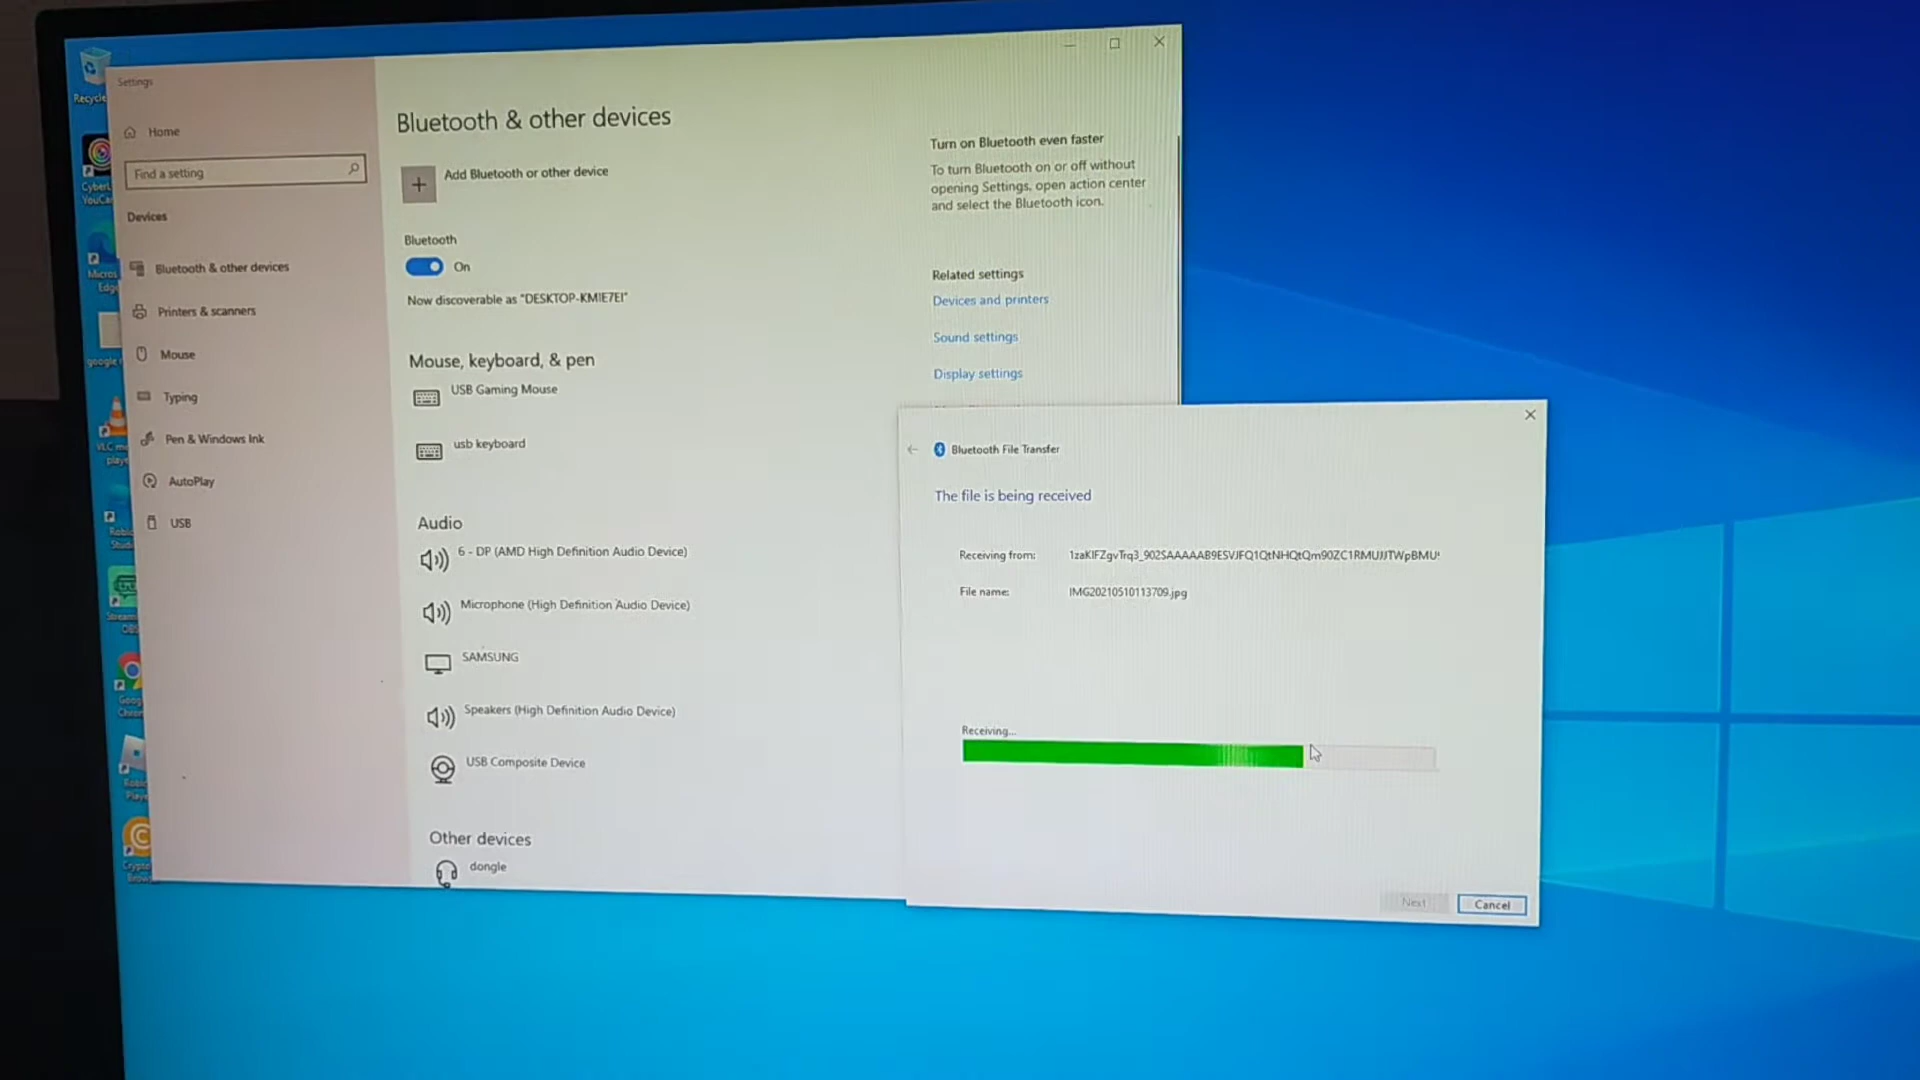 Settings
Home
Find a setting
Devices
Bluetooth & other devices
Printers & scanners
Mouse
Typing
Pen & Windows Ink
AutoPlay
USB
Bluetooth & other devices
Add Bluetooth or other device
Bluetooth
On
Now discoverable as "DESKTOP-KMIE7EI"
Mouse, keyboard, & pen
USB Gaming Mouse
usb keyboard
Audio
6 - DP (AMD High Definition Audio Device)
Microphone (High Definition Audio Device)
SAMSUNG
Speakers (High Definition Audio Device)
USB Composite Device
Other devices
dongle
Turn on Bluetooth even faster
To turn Bluetooth on or off without
opening Settings, open action center
and select the Bluetooth icon.
Related settings
Devices and printers
Sound settings
Display settings
Bluetooth File Transfer
The file is being received
Receiving from:
File name: IMG20210510113709.jpg
Receiving...
Next
Cancel
Recycle
Edge
VLC